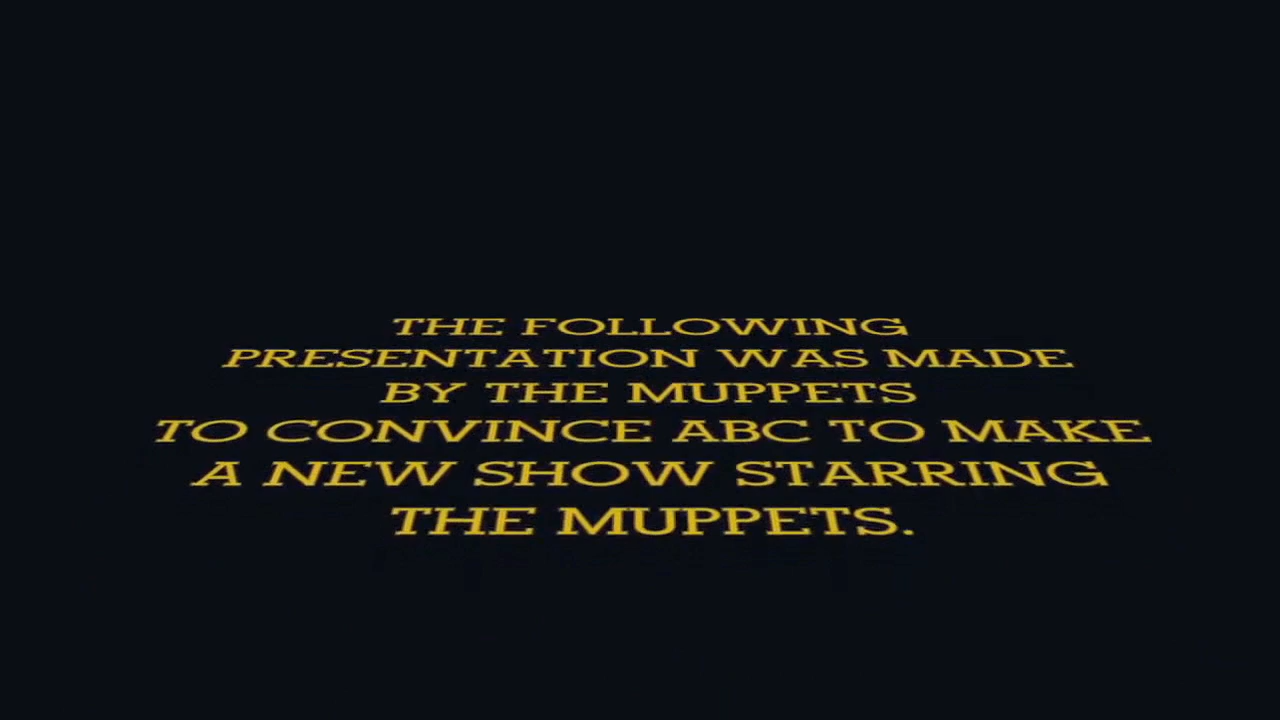 THE FOLLOWING
PRESENTATION WAS MADE
BY THE MUPPETS
TO CONVINCE ABC TO MAKE
A NEW SHOW STARRING
THE MUPPETS.